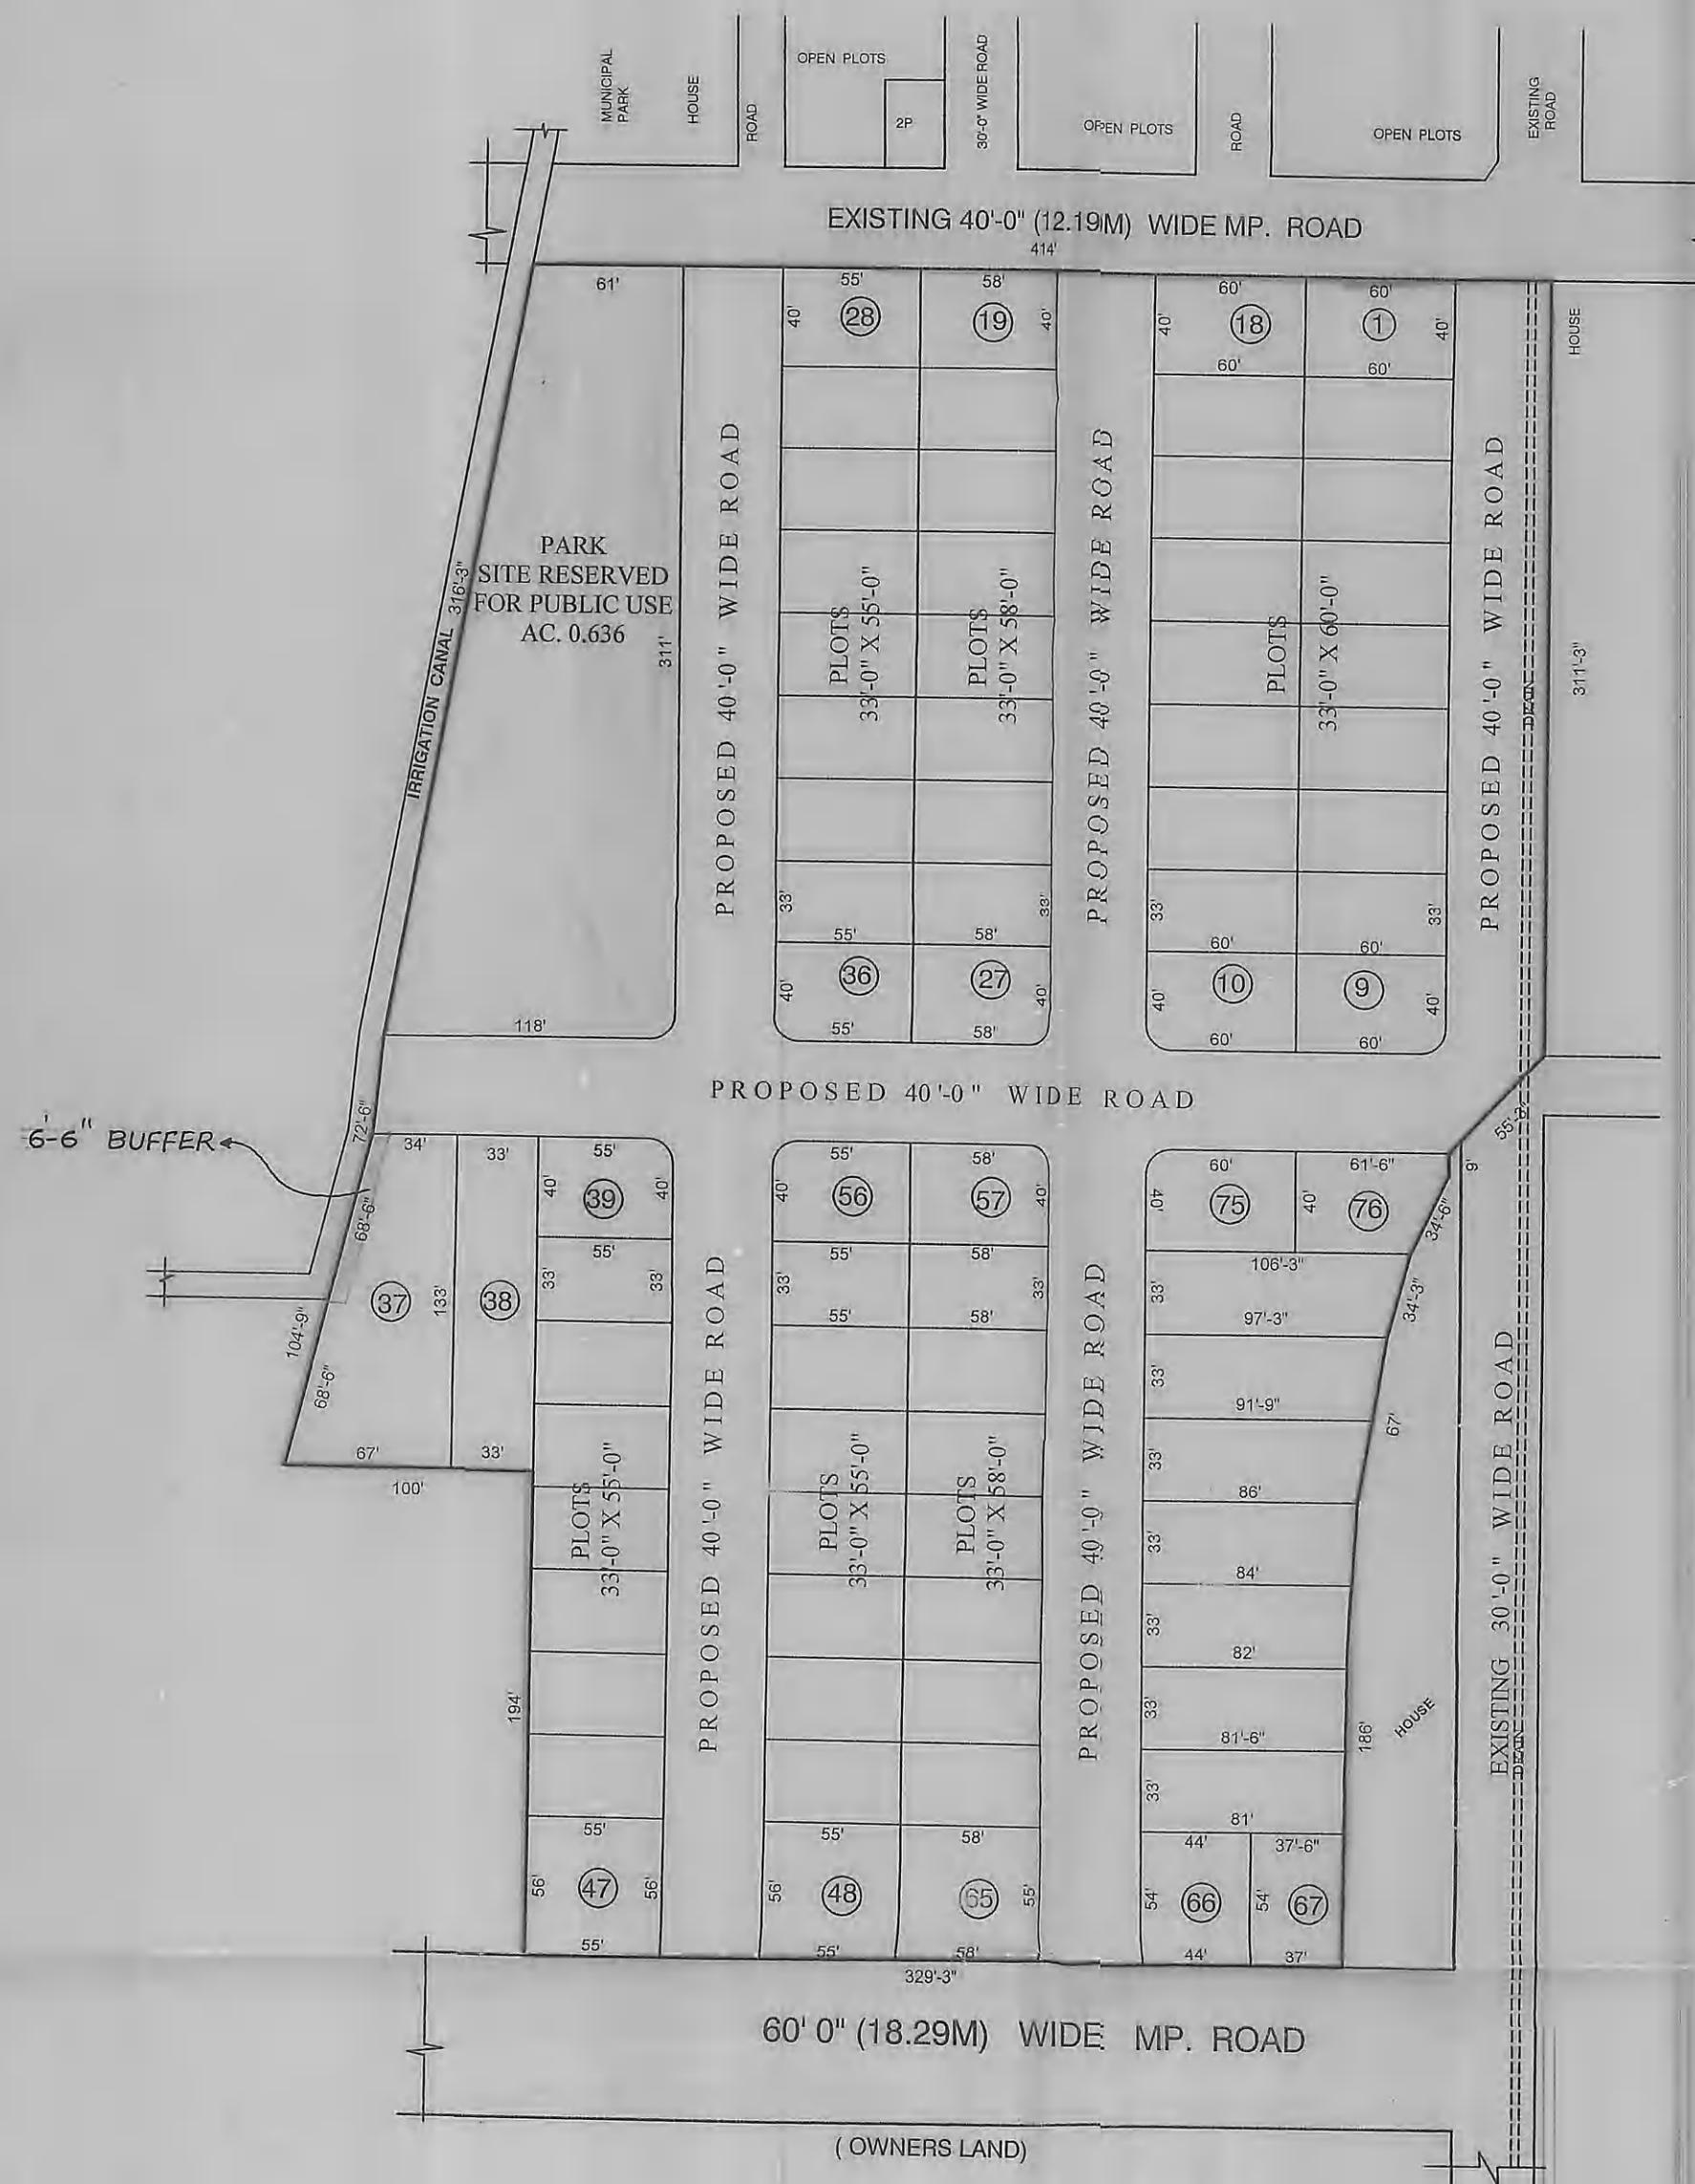 MUNICIPAL
PARK
HOUSE
ROAD
OPEN PLOTS
2P
30'-0" WIDE ROAD
OPEN PLOTS
ROAD
OPEN PLOTS
EXISTING
ROAD
EXISTING 40'-0" (12.19M) WIDE MP. ROAD
414'
61'
55'
58'
60'
60'
40'
28
19
40'
40'
18
1
40'
HOUSE
60'
60'
PARK
SITE RESERVED
FOR PUBLIC USE
AC. 0.636
IRRIGATION CANAL 316'-3"
311'
PROPOSED 40'-0" WIDE ROAD
PLOTS
33'-0" X 55'-0"
PLOTS
33'-0" X 58'-0"
PROPOSED 40'-0" WIDE ROAD
PLOTS
33'-0" X 60'-0"
PROPOSED 40'-0" WIDE ROAD
311'-3"
33'
33'
33'
33'
55'
58'
60'
60'
40'
36
27
40'
40'
10
9
40'
118'
55'
58'
60'
60'
PROPOSED 40'-0" WIDE ROAD
72'-6"
55'-3"
6'-6" BUFFER
34'
33'
55'
55'
58'
60'
61'-6"
9'
40'
39
40'
40'
56
57
40'
40'
75
40'
76
34'-6"
68'-6"
55'
55'
58'
106'-3"
37
133'
38
33'
33'
33'
33'
33'
34'-3"
104'-9"
55'
58'
97'-3"
68'-6"
33'
91'-9"
67'
67'
33'
33'
100'
86'
PLOTS
33'-0" X 55'-0"
PROPOSED 40'-0" WIDE ROAD
PLOTS
33'-0" X 55'-0"
PLOTS
33'-0" X 58'-0"
PROPOSED 40'-0" WIDE ROAD
33'
84'
33'
82'
194'
33'
81'-6"
186'
HOUSE
EXISTING 30'-0" WIDE ROAD
33'
81'
55'
55'
58'
44'
37'-6"
56'
47
56'
56'
48
65
55'
54'
66
54'
67
55'
55'
58'
44'
37'
329'-3"
60' 0" (18.29M) WIDE MP. ROAD
( OWNERS LAND)